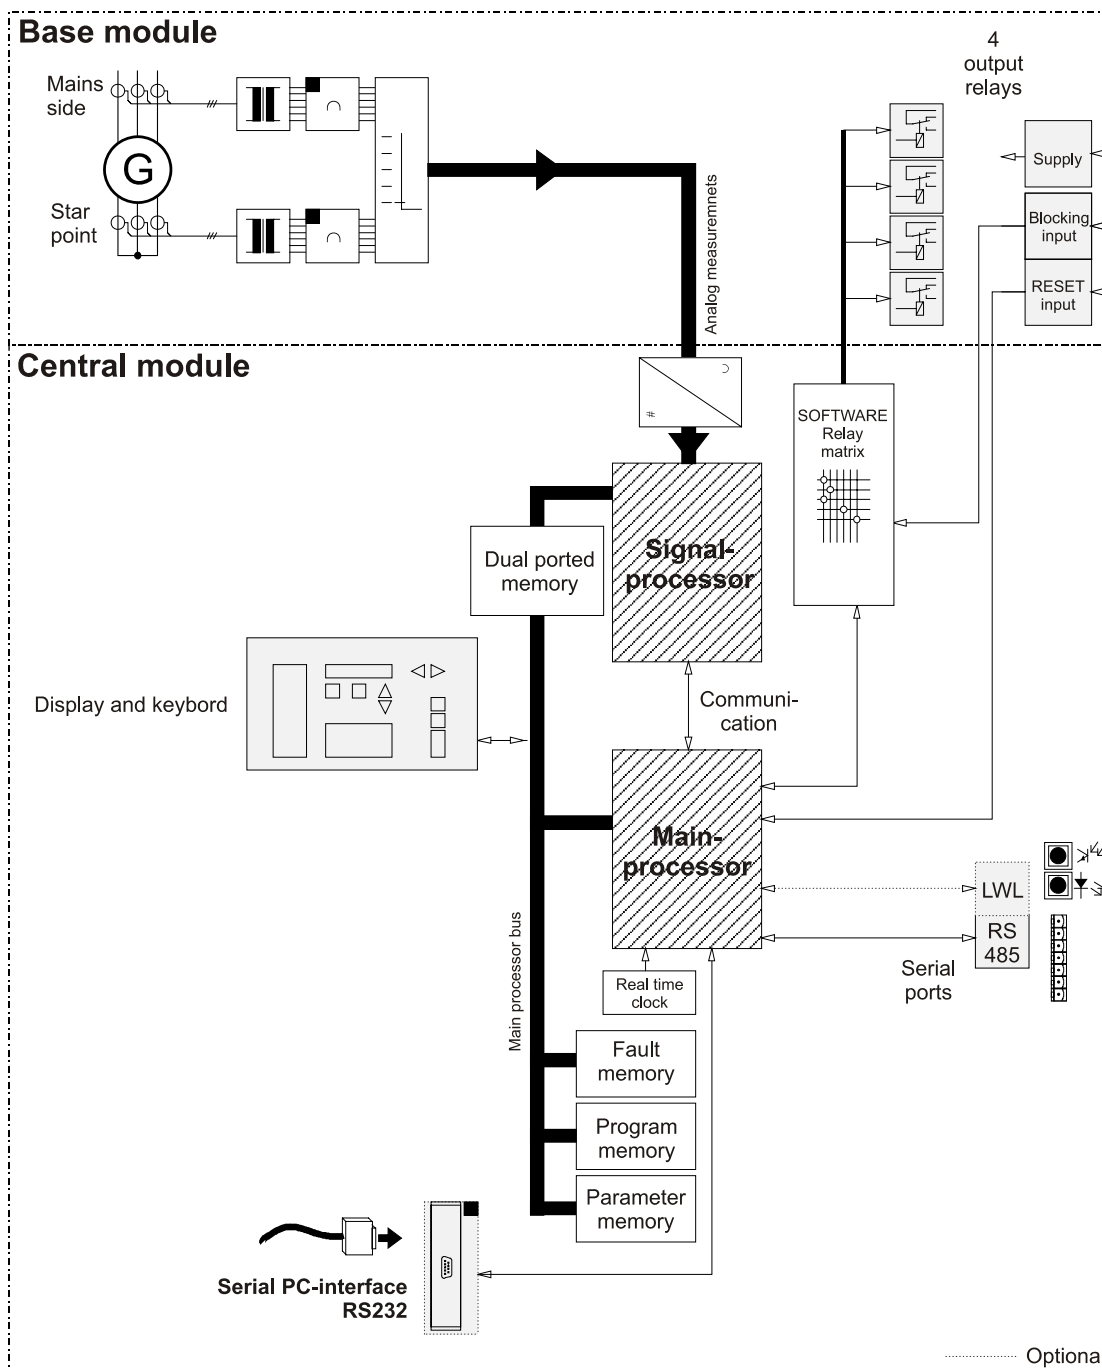 Base module
Mains
side
G
Star
point
4
output
relays
Supply
Blocking
input
RESET
input
Analog measuremnets
Central module
#
SOFTWARE
Relay
matrix
Signal-
processor
Dual ported
memory
Display and keybord
Communi-
cation
Main-
processor
LWL
RS
485
Serial
ports
Main processor bus
Real time
clock
Fault
memory
Program
memory
Parameter
memory
Serial PC-interface
RS232
Optiona